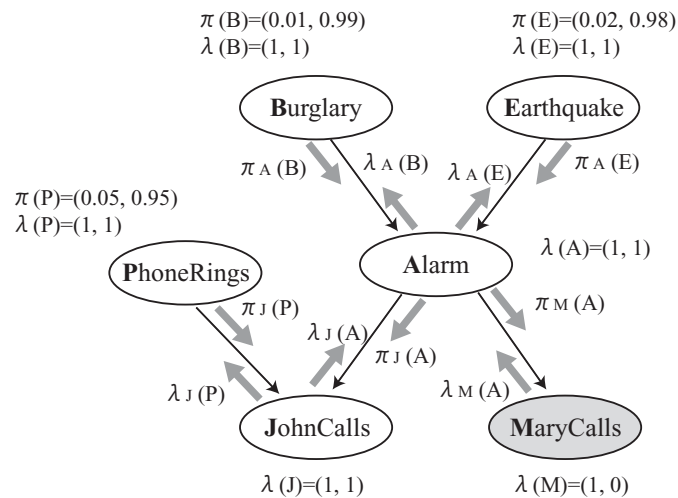 π (B)=(0.01, 0.99)
λ (B)=(1, 1)
π (E)=(0.02, 0.98)
λ (E)=(1, 1)
Burglary
Earthquake
π A (B)
λ A (B)
λ A (E)
π A (E)
π (P)=(0.05, 0.95)
λ (P)=(1, 1)
PhoneRings
Alarm
λ (A)=(1, 1)
π J (P)
λ J (A)
π J (A)
π M (A)
λ J (P)
λ M (A)
JohnCalls
MaryCalls
λ (J)=(1, 1)
λ (M)=(1, 0)